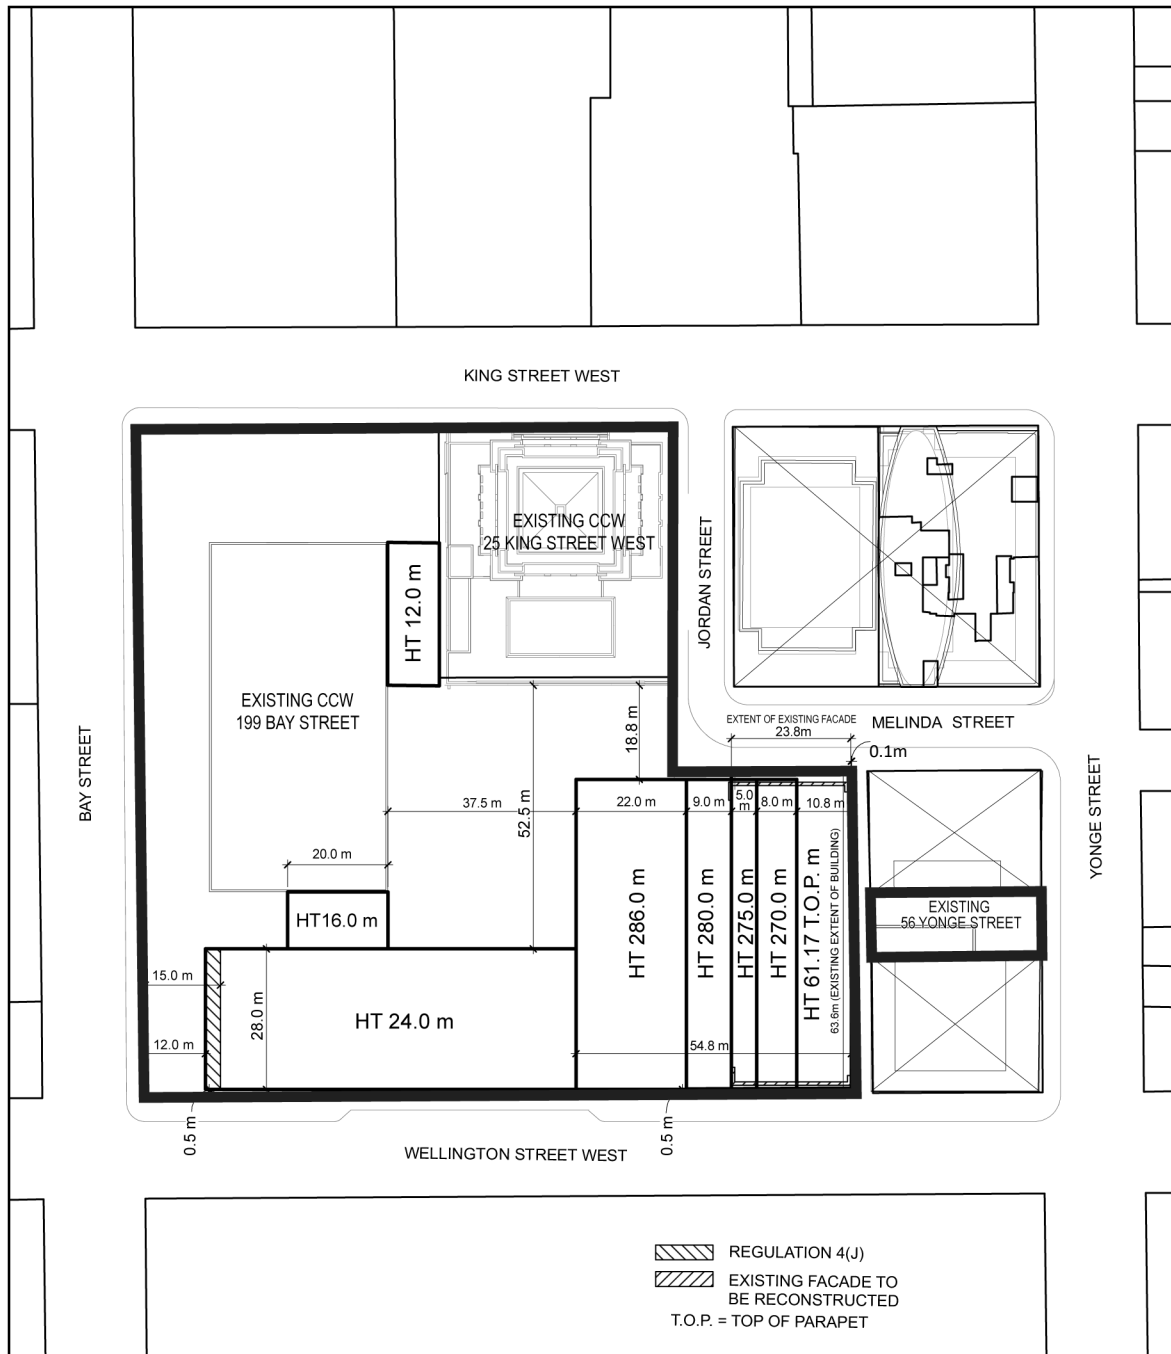 KING STREET WEST
EXISTING CCW
25 KING STREET WEST
JORDAN STREET
HT 12.0 m
EXISTING CCW
199 BAY STREET
BAY STREET
EXTENT OF EXISTING FACADE
23.8m
MELINDA STREET
0.1m
YONGE STREET
18.8 m
52.5 m
37.5 m
22.0 m
9.0 m
5.0
m
8.0 m
10.8 m
20.0 m
HT16.0 m
HT 286.0 m
HT 280.0 m
HT 275.0 m
HT 270.0 m
HT 61.17 T.O.P. m
63.6m (EXISTING EXTENT OF BUILDING)
EXISTING
56 YONGE STREET
15.0 m
28.0 m
HT 24.0 m
12.0 m
54.8 m
0.5 m
0.5 m
WELLINGTON STREET WEST
REGULATION 4(J)
EXISTING FACADE TO
BE RECONSTRUCTED
T.O.P. = TOP OF PARAPET